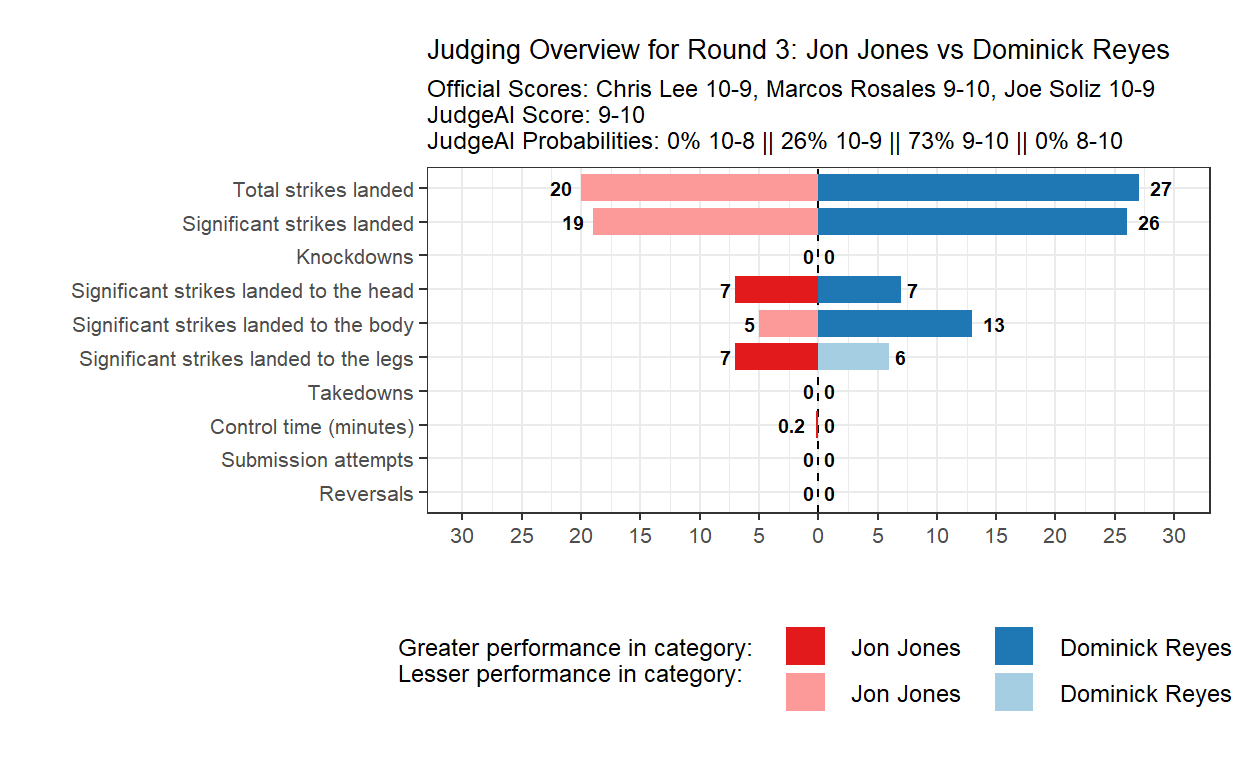 Judging Overview for Round 3: Jon Jones vs Dominick Reyes
Official Scores: Chris Lee 10-9, Marcos Rosales 9-10, Joe Soliz 10-9
JudgeAI Score: 9-10
JudgeAI Probabilities: 0% 10-8 || 26% 10-9 || 73% 9-10 || 0% 8-10
Total strikes landed 20 27
Significant strikes landed 19 26
Knockdowns 0 0
Significant strikes landed to the head 7 7
Significant strikes landed to the body 5 13
Significant strikes landed to the legs 7 6
Takedowns 0 0
Control time (minutes) 0.2 0
Submission attempts 0 0
Reversals 0 0
30 25 20 15 10 5 0 5 10 15 20 25 30
Greater performance in category: Jon Jones Dominick Reyes
Lesser performance in category: Jon Jones Dominick Reyes